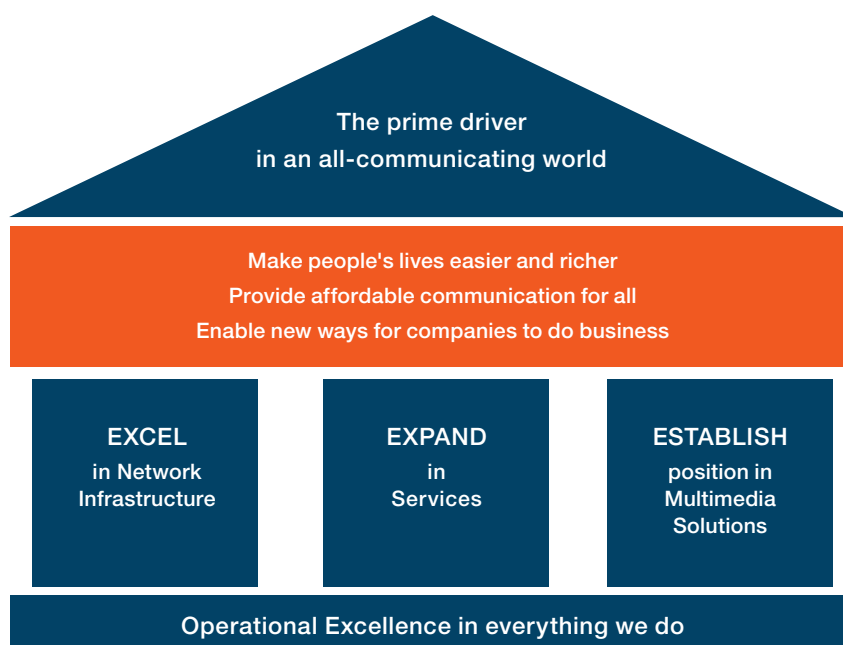 The prime driver
in an all-communicating world
Make people's lives easier and richer
Provide affordable communication for all
Enable new ways for companies to do business
EXCEL
in Network
Infrastructure
EXPAND
in
Services
ESTABLISH
position in
Multimedia
Solutions
Operational Excellence in everything we do